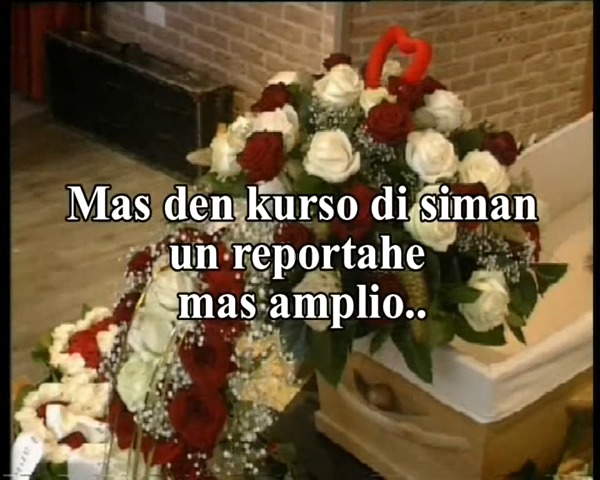 Mas den kurso di siman
un reportahe
mas amplio..